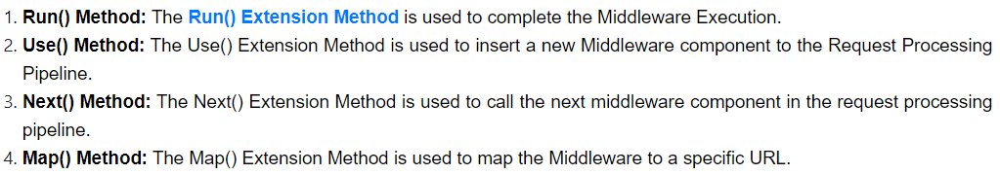 1. Run() Method: The Run() Extension Method is used to complete the Middleware Execution.
2. Use() Method: The Use() Extension Method is used to insert a new Middleware component to the Request Processing
Pipeline.
3. Next() Method: The Next() Extension Method is used to call the next middleware component in the request processing
pipeline.
4. Map() Method: The Map() Extension Method is used to map the Middleware to a specific URL.